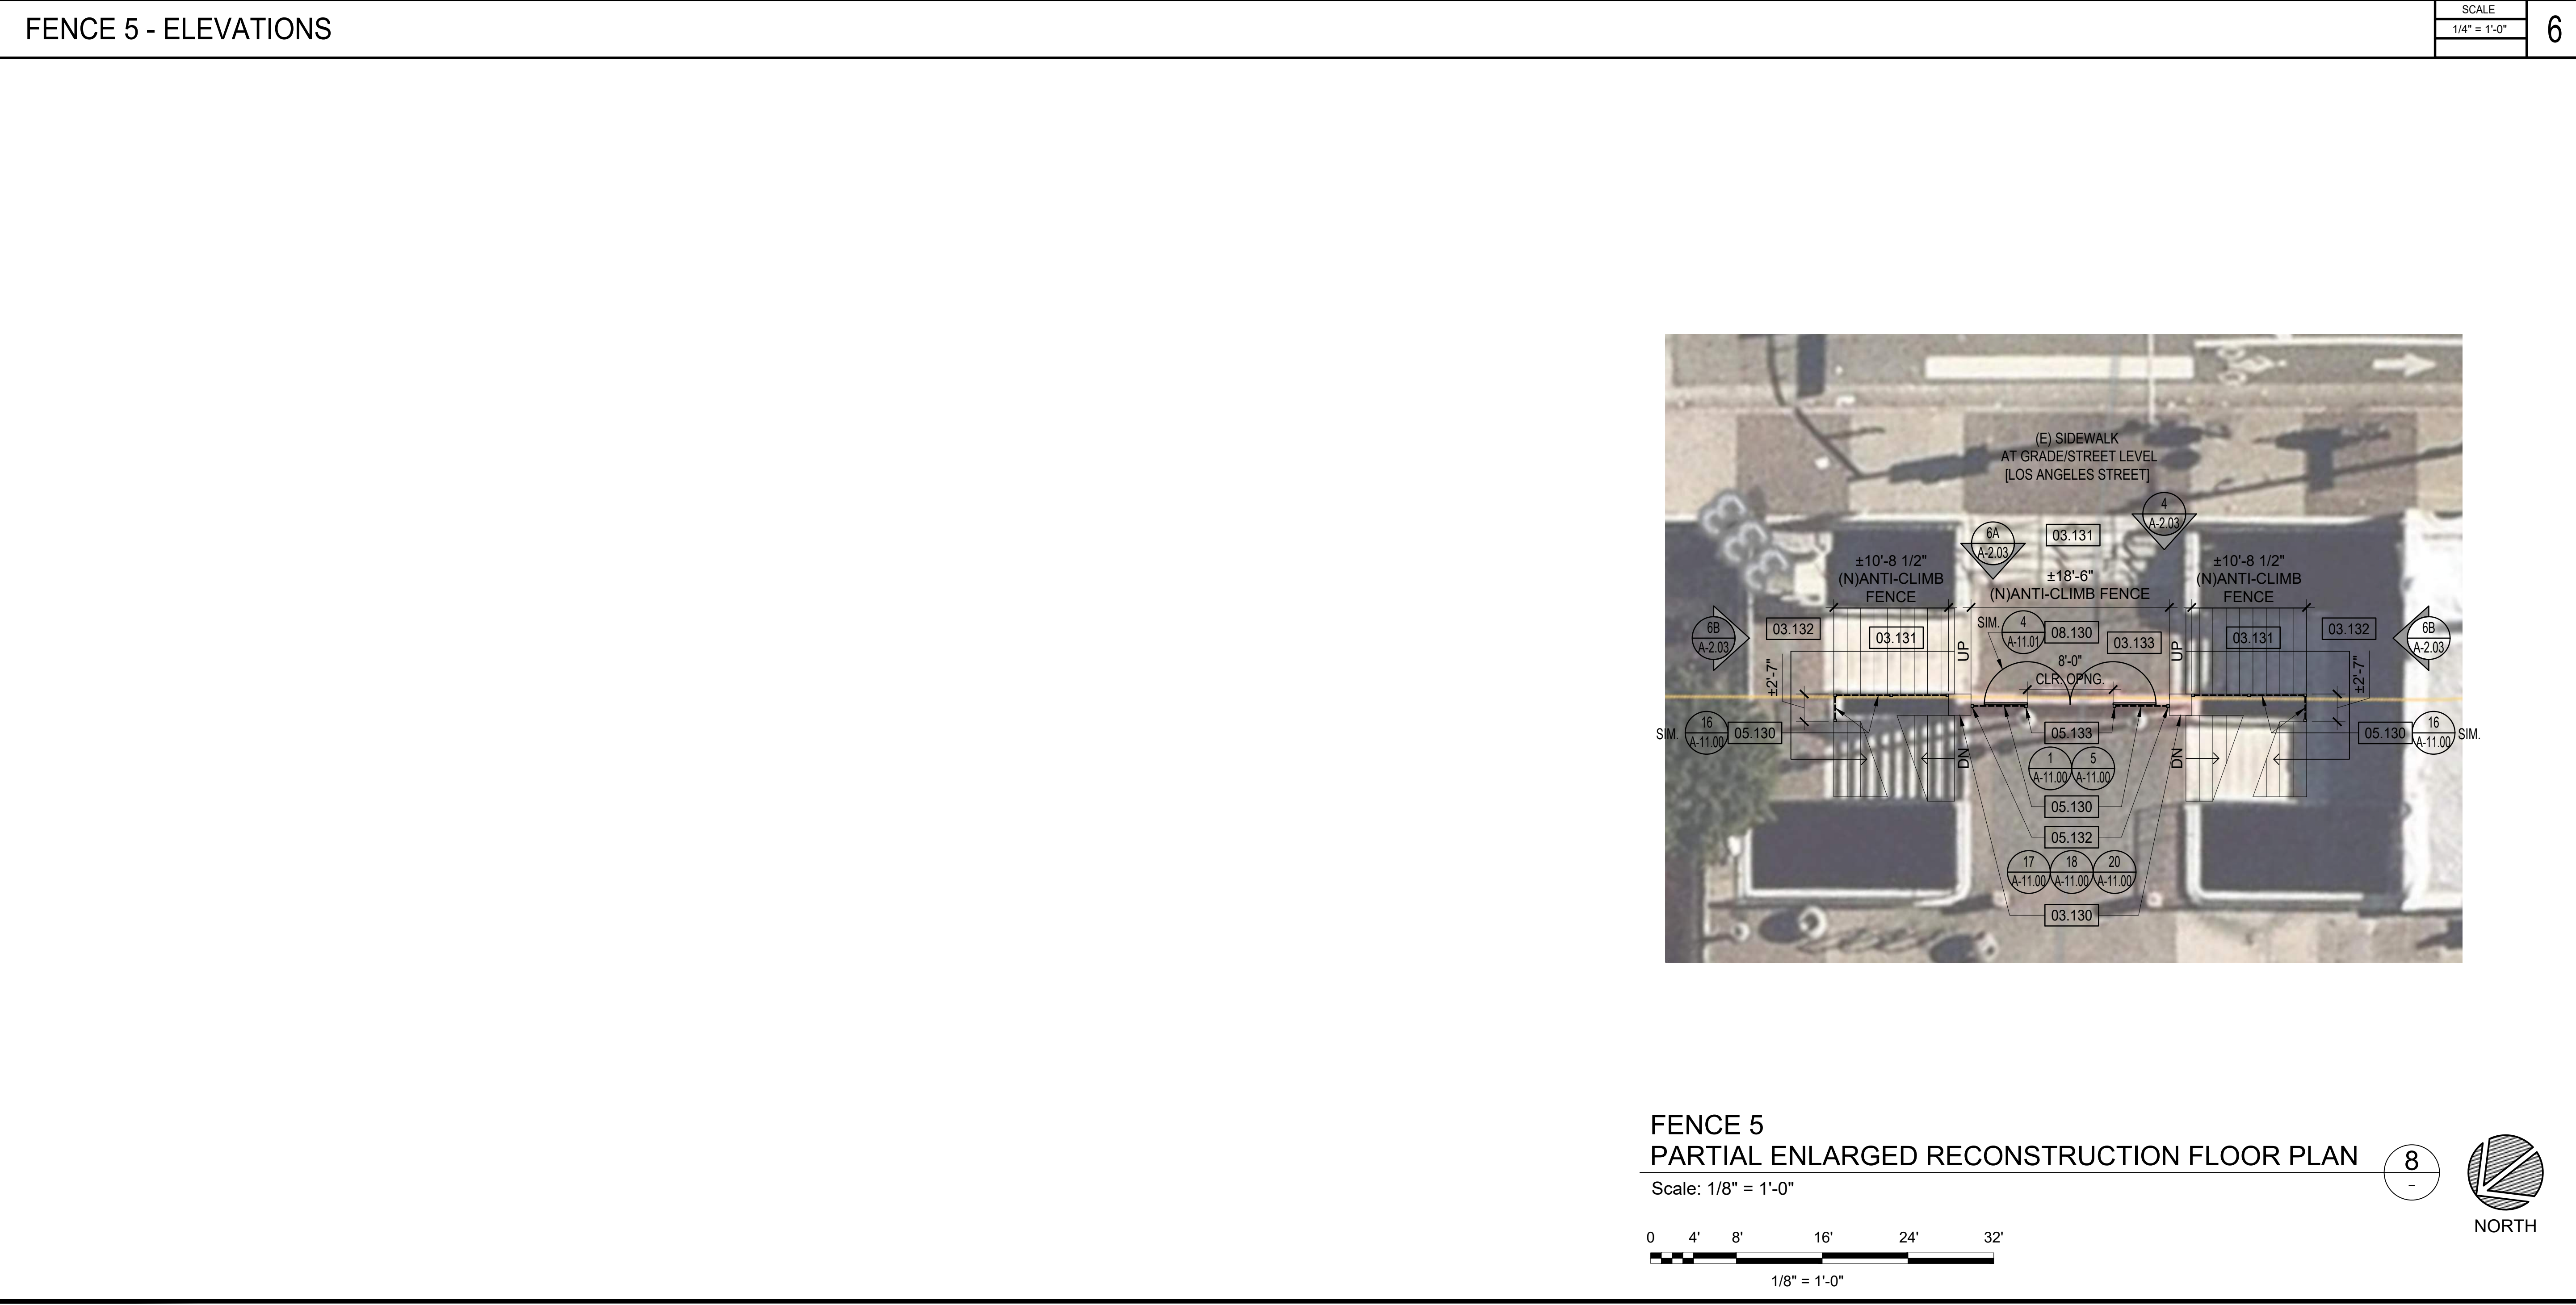 FENCE 5 - ELEVATIONS
SCALE
1/4" = 1'-0"
6
(E) SIDEWALK
AT GRADE/STREET LEVEL
[LOS ANGELES STREET]
4
A-2.03
6A
A-2.03
03.131
±10'-8 1/2"
(N)ANTI-CLIMB
FENCE
±18'-6"
(N)ANTI-CLIMB FENCE
±10'-8 1/2"
(N)ANTI-CLIMB
FENCE
6B
A-2.03
03.132
03.131
UP
SIM.
4
A-11.01
08.130
03.133
UP
03.131
03.132
6B
A-2.03
±2'-7"
8'-0"
CLR. OPNG.
±2'-7"
SIM.
16
A-11.00
05.130
05.133
05.130
16
A-11.00
SIM.
DN
1
A-11.00
5
A-11.00
DN
05.130
05.132
17
A-11.00
18
A-11.00
20
A-11.00
03.130
FENCE 5
PARTIAL ENLARGED RECONSTRUCTION FLOOR PLAN
8
–
Scale: 1/8" = 1'-0"
NORTH
0 4' 8' 16' 24' 32'
1/8" = 1'-0"